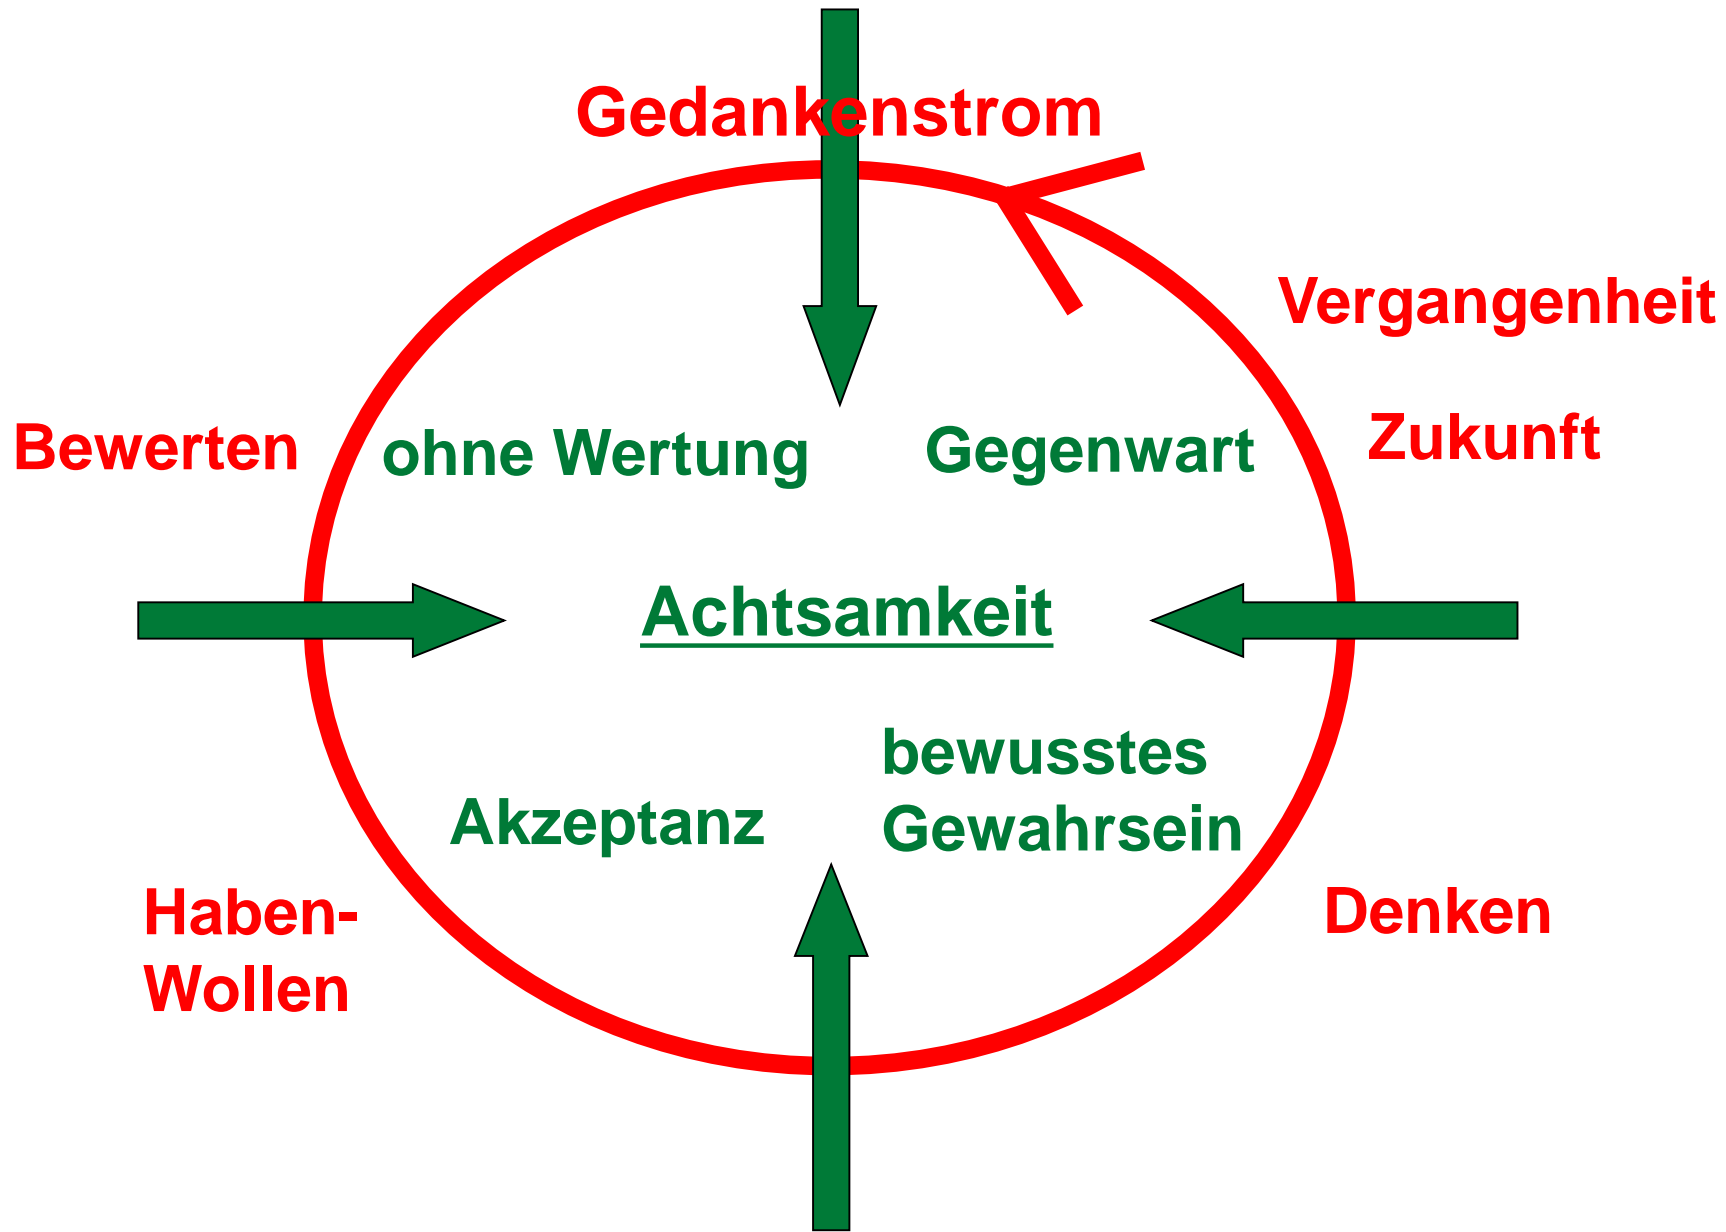 Gedankenstrom
Vergangenheit
Zukunft
Bewerten
ohne Wertung
Gegenwart
Achtsamkeit
bewusstes
Gewahrsein
Akzeptanz
Haben-
Wollen
Denken